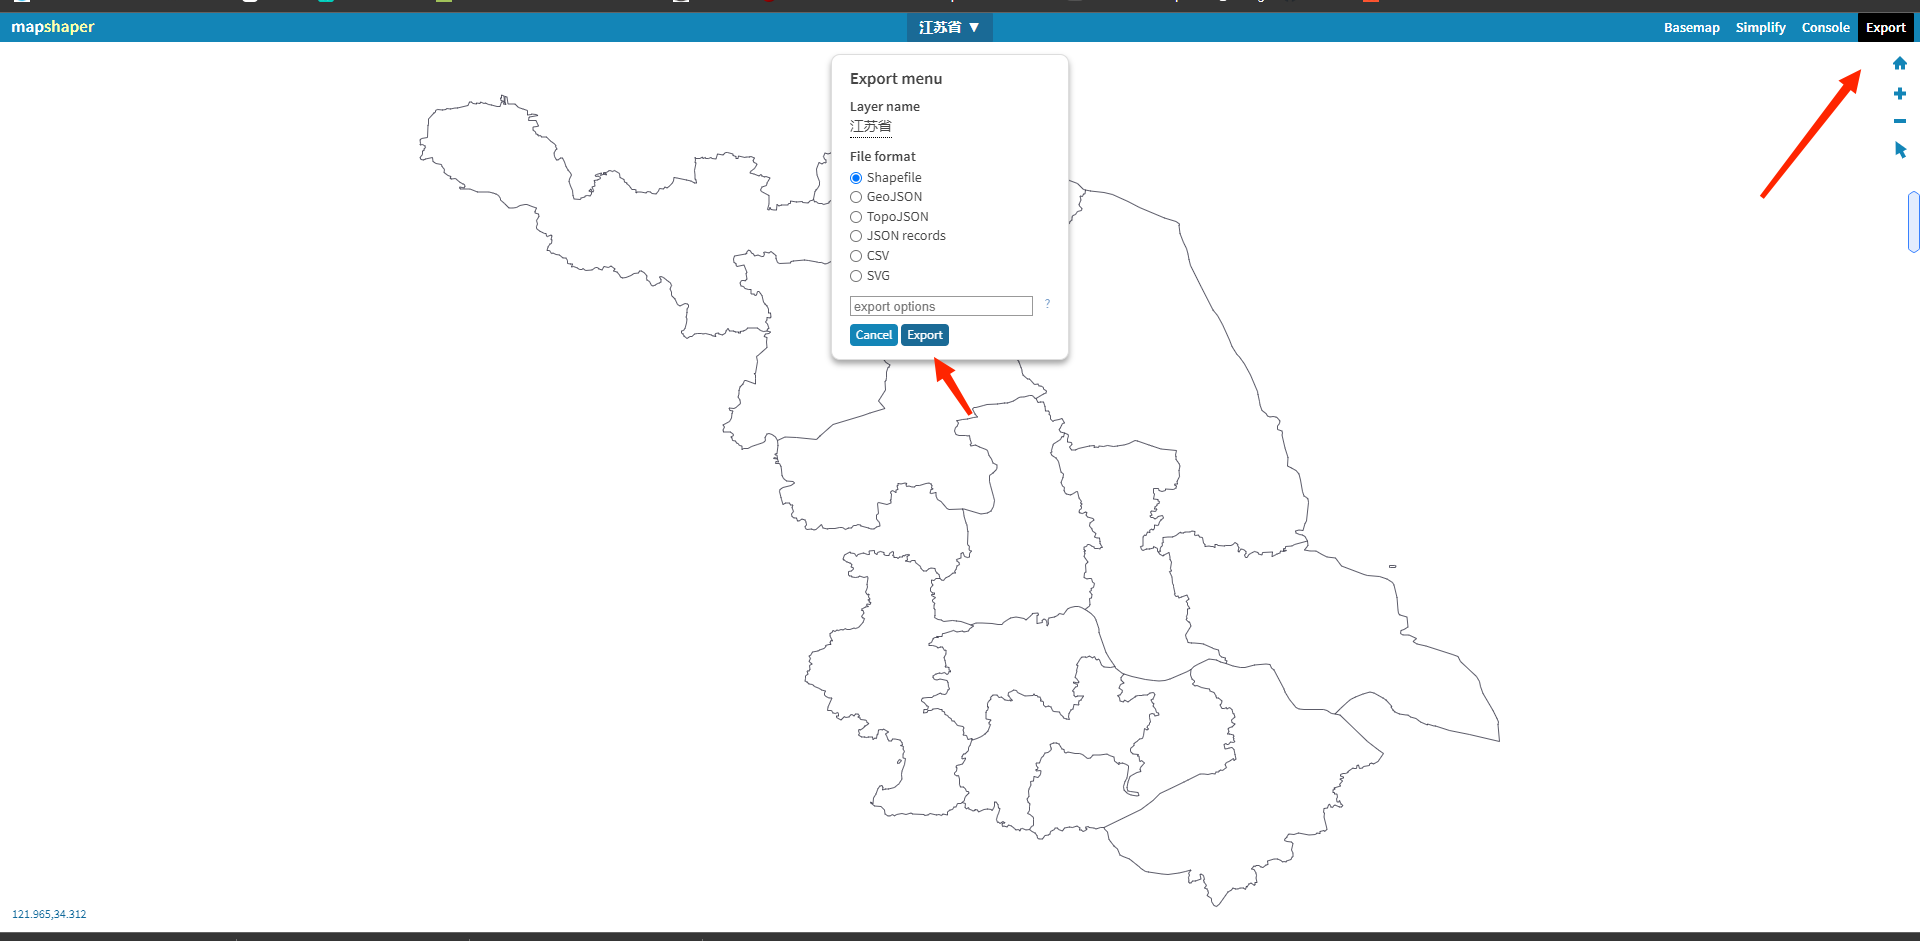 mapshaper
江苏省 ▼
Basemap Simplify Console Export
Export menu
Layer name
江苏省
File format
Shapefile
GeoJSON
TopoJSON
JSON records
CSV
SVG
export options ?
Cancel Export
121.965,34.312